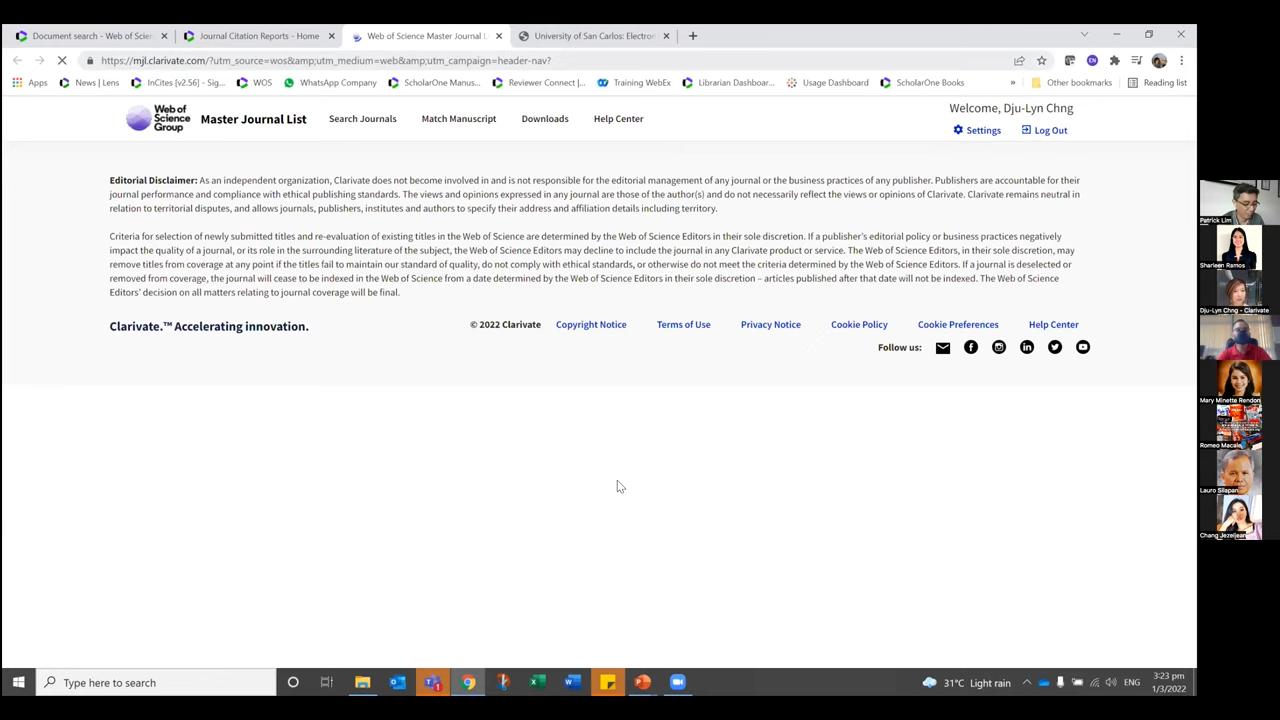 Document search - Web of Scien
Journal Citation Reports - Home
Web of Science Master Journal L
University of San Carlos: Electron
https://mjl.clarivate.com/?utm_source=wos&amp;utm_medium=web&amp;utm_campaign=header-nav?
Apps
News | Lens
InCites [v2.56] - Sig...
WOS
WhatsApp Company
ScholarOne Manus...
Reviewer Connect |...
Training WebEx
Librarian Dashboar...
Usage Dashboard
ScholarOne Books
»
Other bookmarks
Reading list
Web of Science Group
Master Journal List
Search Journals
Match Manuscript
Downloads
Help Center
Welcome, Dju-Lyn Chng
Settings
Log Out
Editorial Disclaimer: As an independent organization, Clarivate does not become involved in and is not responsible for the editorial management of any journal or the business practices of any publisher. Publishers are accountable for their
journal performance and compliance with ethical publishing standards. The views and opinions expressed in any journal are those of the author(s) and do not necessarily reflect the views or opinions of Clarivate. Clarivate remains neutral in
relation to territorial disputes, and allows journals, publishers, institutes and authors to specify their address and affiliation details including territory.
Criteria for selection of newly submitted titles and re-evaluation of existing titles in the Web of Science are determined by the Web of Science Editors in their sole discretion. If a publisher's editorial policy or business practices negatively
impact the quality of a journal, or its role in the surrounding literature of the subject, the Web of Science Editors may decline to include the journal in any Clarivate product or service. The Web of Science Editors, in their sole discretion, may
remove titles from coverage at any point if the titles fail to maintain our standard of quality, do not comply with ethical standards, or otherwise do not meet the criteria determined by the Web of Science Editors. If a journal is deselected or
removed from coverage, the journal will cease to be indexed in the Web of Science from a date determined by the Web of Science Editors in their sole discretion – articles published after that date will not be indexed. The Web of Science
Editors' decision on all matters relating to journal coverage will be final.
Clarivate.™ Accelerating innovation.
© 2022 Clarivate
Copyright Notice
Terms of Use
Privacy Notice
Cookie Policy
Cookie Preferences
Help Center
Follow us:
Patrick Lim
Sharleen Ramos
Dju-Lyn Chng - Clarivate
Mary Minette Rendon
Romeo Macale
Lauro Silapan
Chang Jezeljean
Type here to search
31°C Light rain
ENG
3:23 pm
1/3/2022